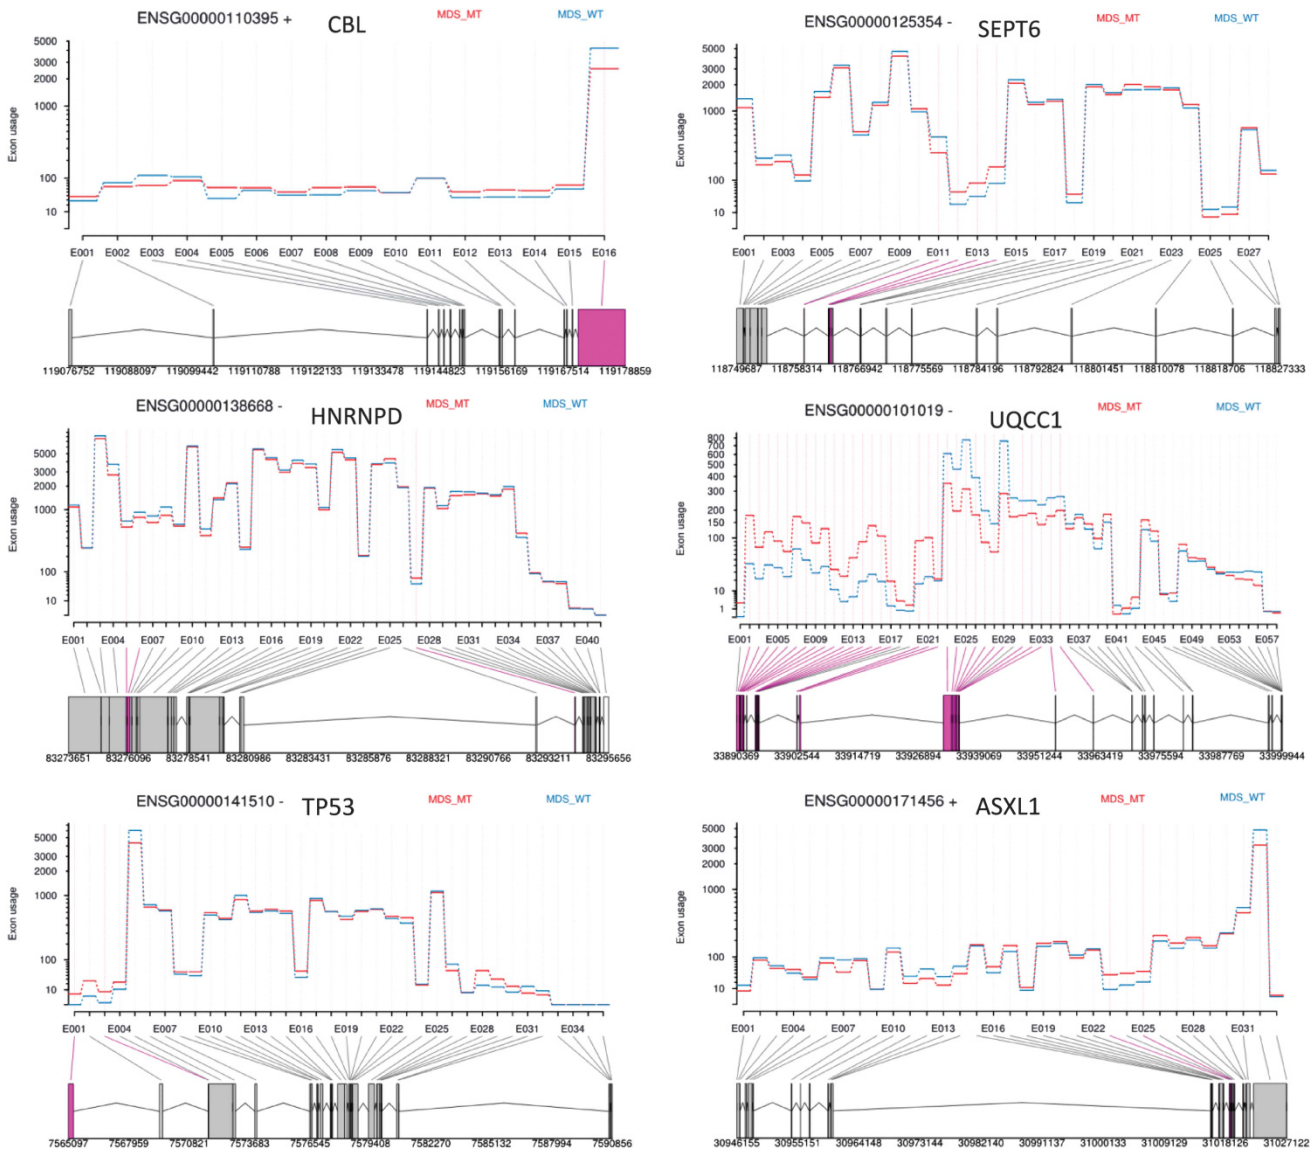 ENSG00000110395 + CBL MDS_MT MDS_WT
5000
3000
2000
1000
100
10
Exon usage
E001 E002 E003 E004 E005 E006 E007 E008 E009 E010 E011 E012 E013 E014 E015 E016
119076752 119088097 119099442 119110788 119122133 119133478 119144823 119156169 119167514 119178859
ENSG00000125354 - SEPT6 MDS_MT MDS_WT
5000
3000
2000
1000
100
10
Exon usage
E001 E003 E005 E007 E009 E011 E013 E015 E017 E019 E021 E023 E025 E027
118749687 118758314 118766942 118775569 118784196 118792824 118801451 118810078 118818706 118827333
ENSG00000138668 - HNRNPD MDS_MT MDS_WT
5000
3000
2000
1000
100
10
Exon usage
E001 E004 E007 E010 E013 E016 E019 E022 E025 E028 E031 E034 E037 E040
83273651 83276096 83278541 83280986 83283431 83285876 83288321 83290766 83293211 83295656
ENSG00000101019 - UQCC1 MDS_MT MDS_WT
800
700
600
500
400
300
200
150
100
10
1
Exon usage
E001 E005 E009 E013 E017 E021 E025 E029 E033 E037 E041 E045 E049 E053 E057
33890369 33902544 33914719 33926894 33939069 33951244 33963419 33975594 33987769 33999944
ENSG00000141510 - TP53 MDS_MT MDS_WT
5000
3000
2000
1000
100
10
Exon usage
E001 E004 E007 E010 E013 E016 E019 E022 E025 E028 E031 E034
7565097 7567959 7570821 7573683 7576545 7579408 7582270 7585132 7587994 7590856
ENSG00000171456 + ASXL1 MDS_MT MDS_WT
5000
3000
2000
1000
100
10
Exon usage
E001 E004 E007 E010 E013 E016 E019 E022 E025 E028 E031
30946155 30955151 30964148 30973144 30982140 30991137 31000133 31009129 31018126 31027122